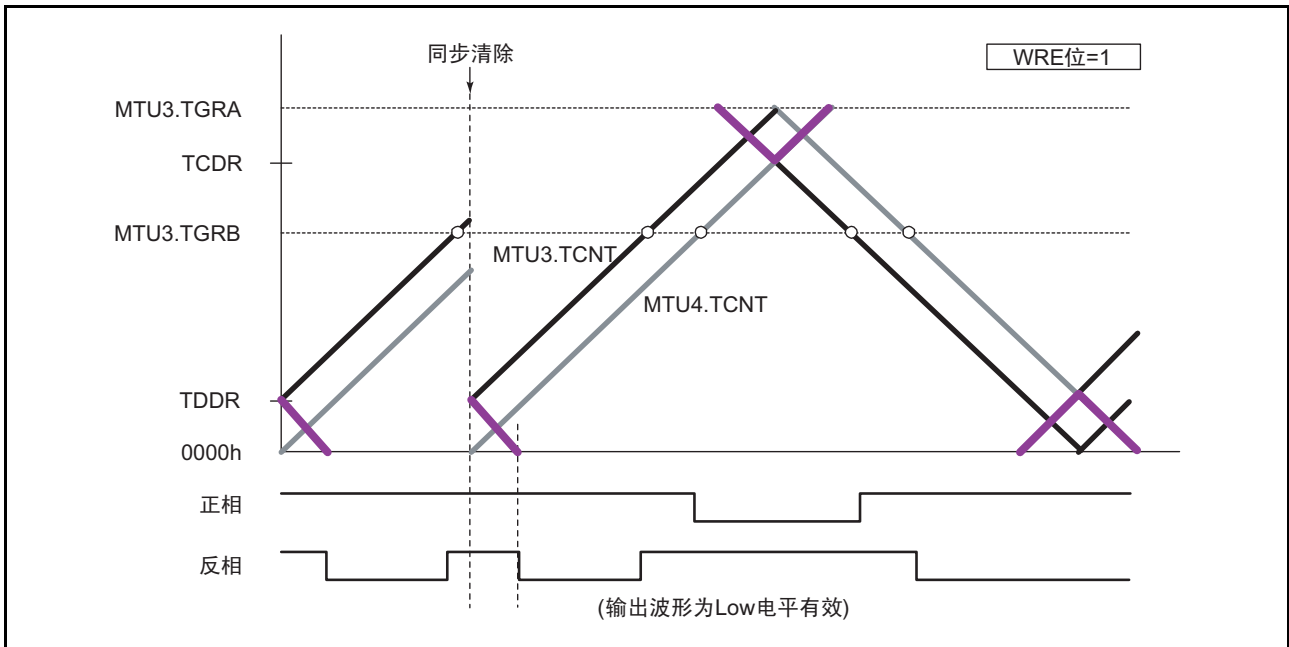 同步清除
WRE位=1
MTU3.TGRA
TCDR
MTU3.TGRB
MTU3.TCNT
MTU4.TCNT
TDDR
0000h
正相
反相
(输出波形为Low电平有效)